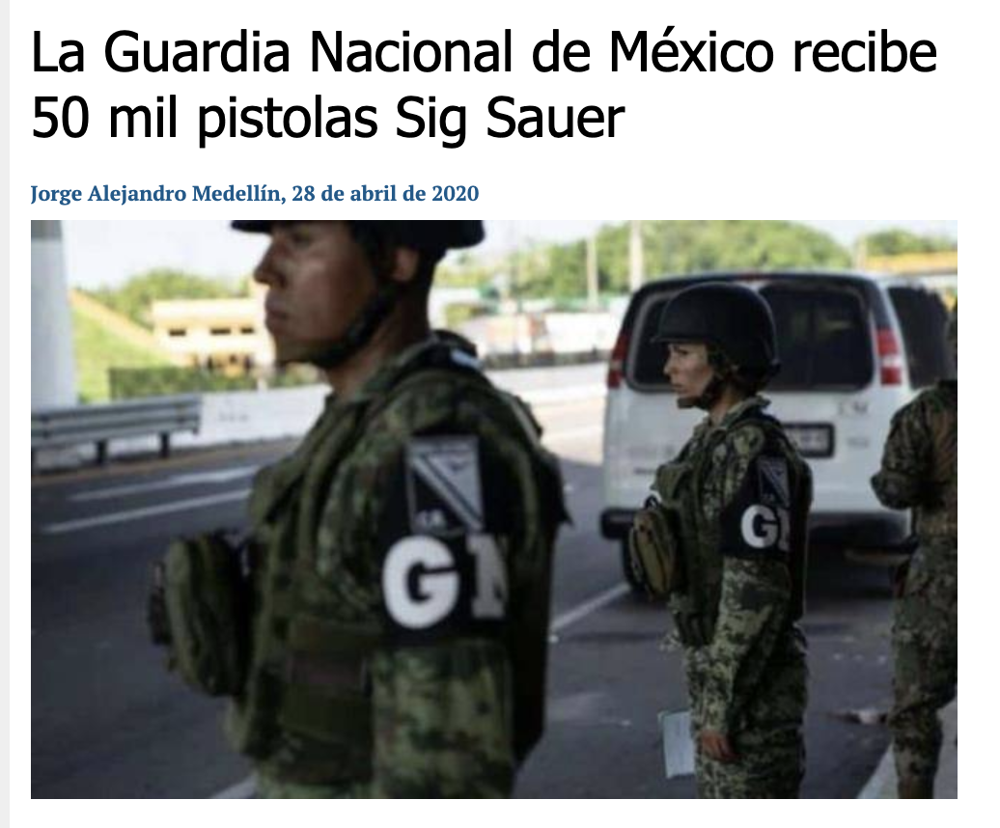 La Guardia Nacional de México recibe
50 mil pistolas Sig Sauer
Jorge Alejandro Medellín, 28 de abril de 2020
GN
G